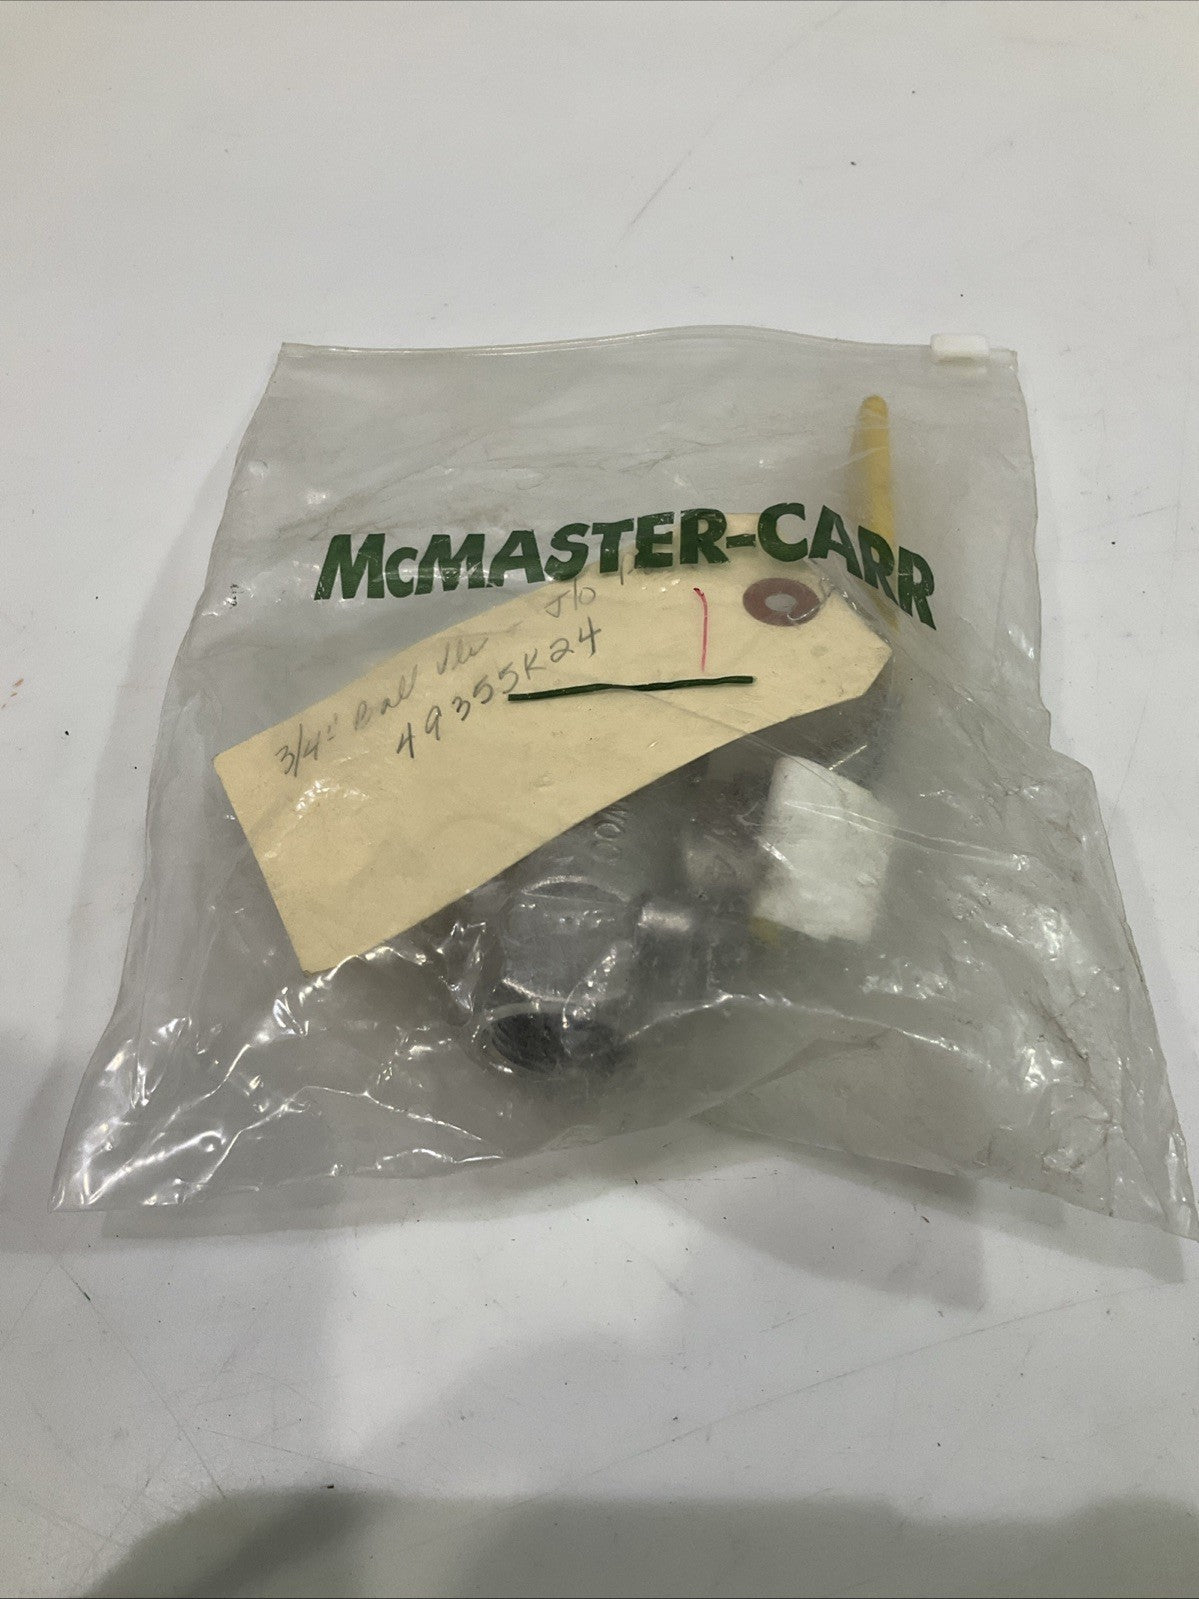 McMASTER-CARR
3/4" Ball Vlv - J/O
49355K24